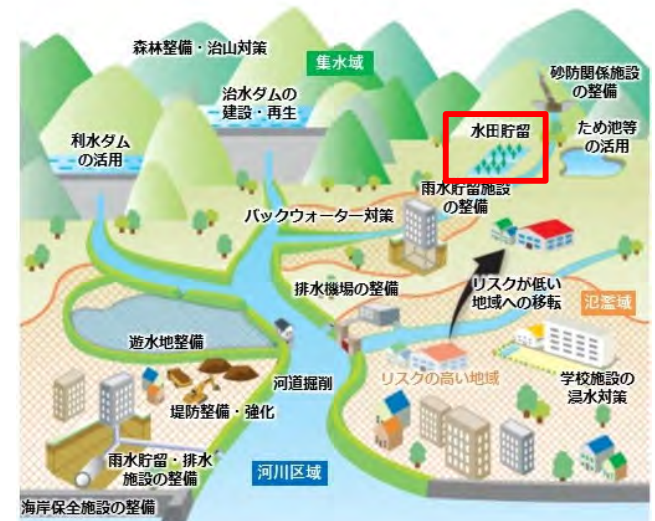 森林整備・治山対策
集水域
治水ダムの
建設・再生
砂防関係施設
の整備
利水ダム
の活用
水田貯留
ため池等
の活用
雨水貯留施設
の整備
バックウォーター対策
排水機場の整備
リスクが低い
地域への移転
氾濫域
遊水地整備
河道掘削
リスクの高い地域
学校施設の
浸水対策
堤防整備・強化
雨水貯留・排水
施設の整備
河川区域
海岸保全施設の整備